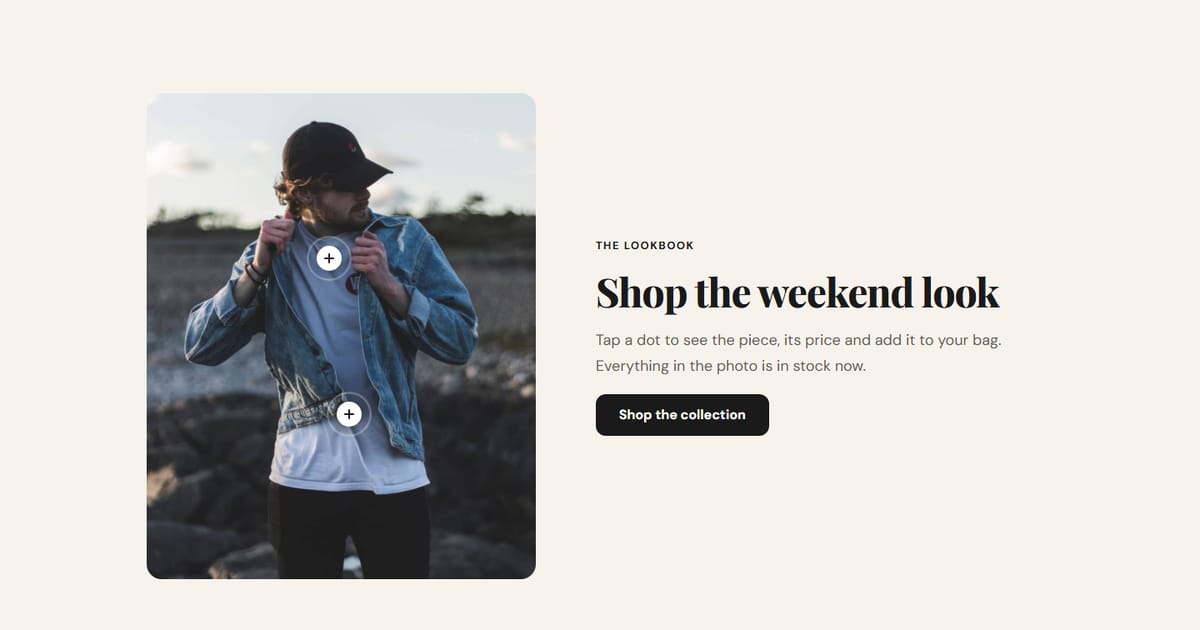 THE LOOKBOOK
Shop the weekend look
Tap a dot to see the piece, its price and add it to your bag.
Everything in the photo is in stock now.
Shop the collection